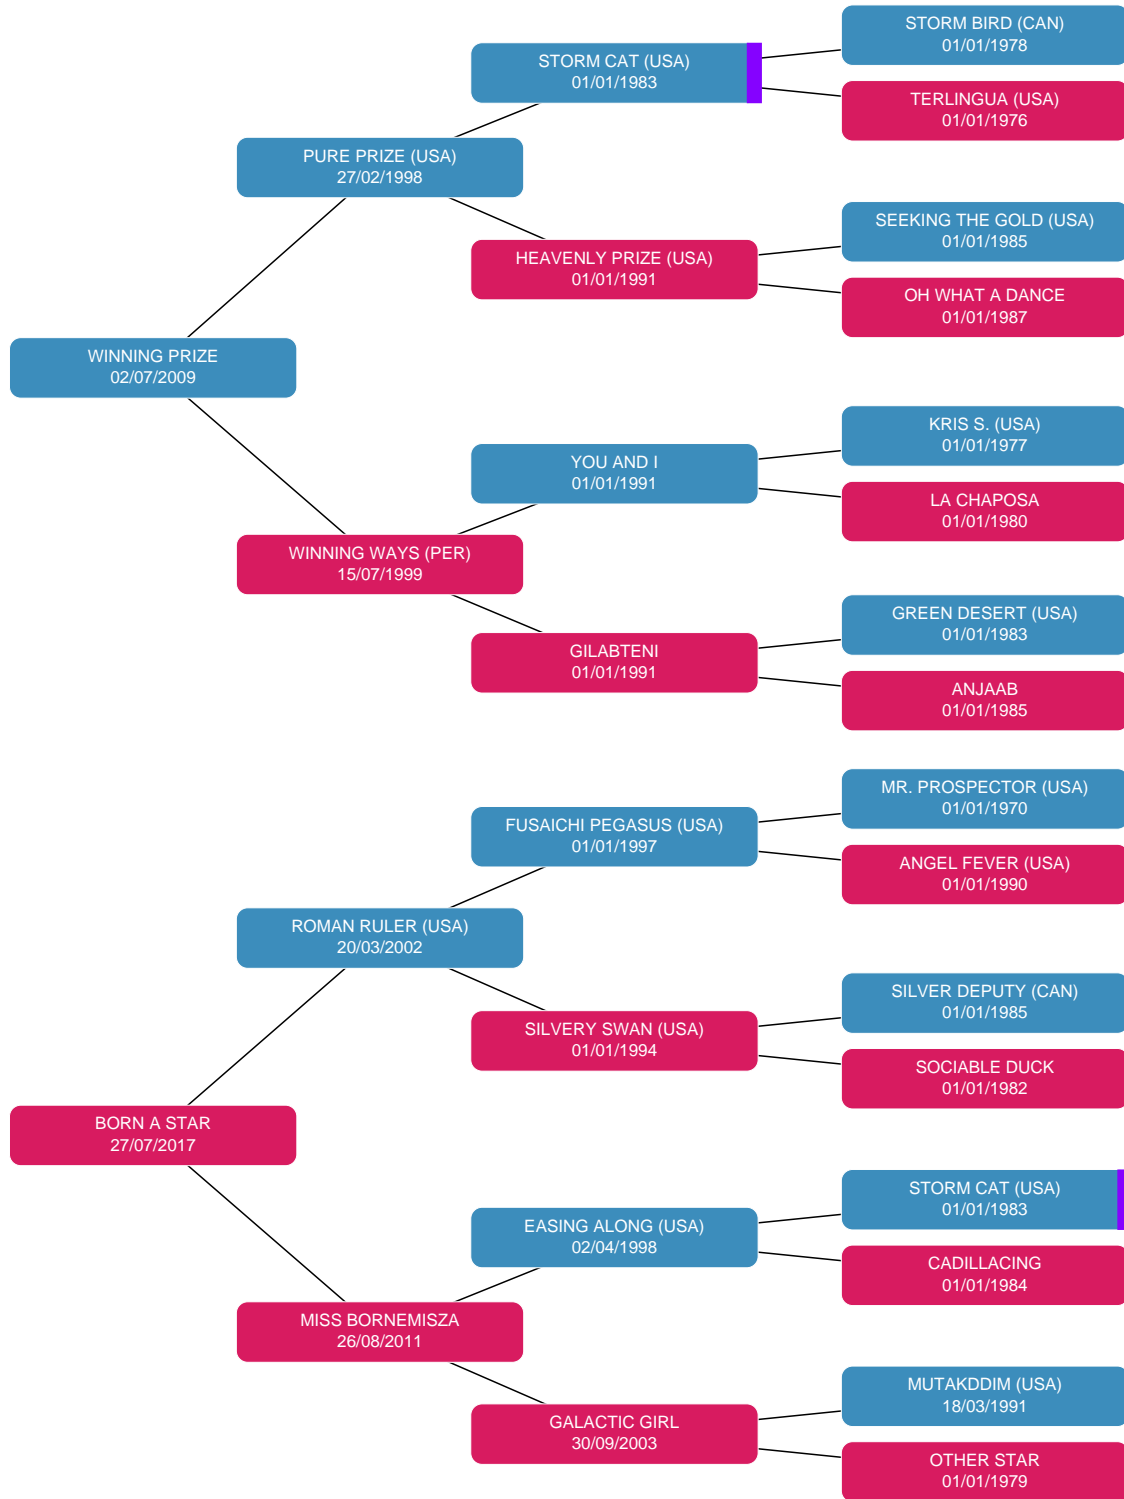 STORM BIRD (CAN)
01/01/1978
STORM CAT (USA)
01/01/1983
TERLINGUA (USA)
01/01/1976
PURE PRIZE (USA)
27/02/1998
SEEKING THE GOLD (USA)
01/01/1985
HEAVENLY PRIZE (USA)
01/01/1991
OH WHAT A DANCE
01/01/1987
WINNING PRIZE
02/07/2009
KRIS S. (USA)
01/01/1977
YOU AND I
01/01/1991
LA CHAPOSA
01/01/1980
WINNING WAYS (PER)
15/07/1999
GREEN DESERT (USA)
01/01/1983
GILABTENI
01/01/1991
ANJAAB
01/01/1985
MR. PROSPECTOR (USA)
01/01/1970
FUSAICHI PEGASUS (USA)
01/01/1997
ANGEL FEVER (USA)
01/01/1990
ROMAN RULER (USA)
20/03/2002
SILVER DEPUTY (CAN)
01/01/1985
SILVERY SWAN (USA)
01/01/1994
SOCIABLE DUCK
01/01/1982
BORN A STAR
27/07/2017
STORM CAT (USA)
01/01/1983
EASING ALONG (USA)
02/04/1998
CADILLACING
01/01/1984
MISS BORNEMISZA
26/08/2011
MUTAKDDIM (USA)
18/03/1991
GALACTIC GIRL
30/09/2003
OTHER STAR
01/01/1979